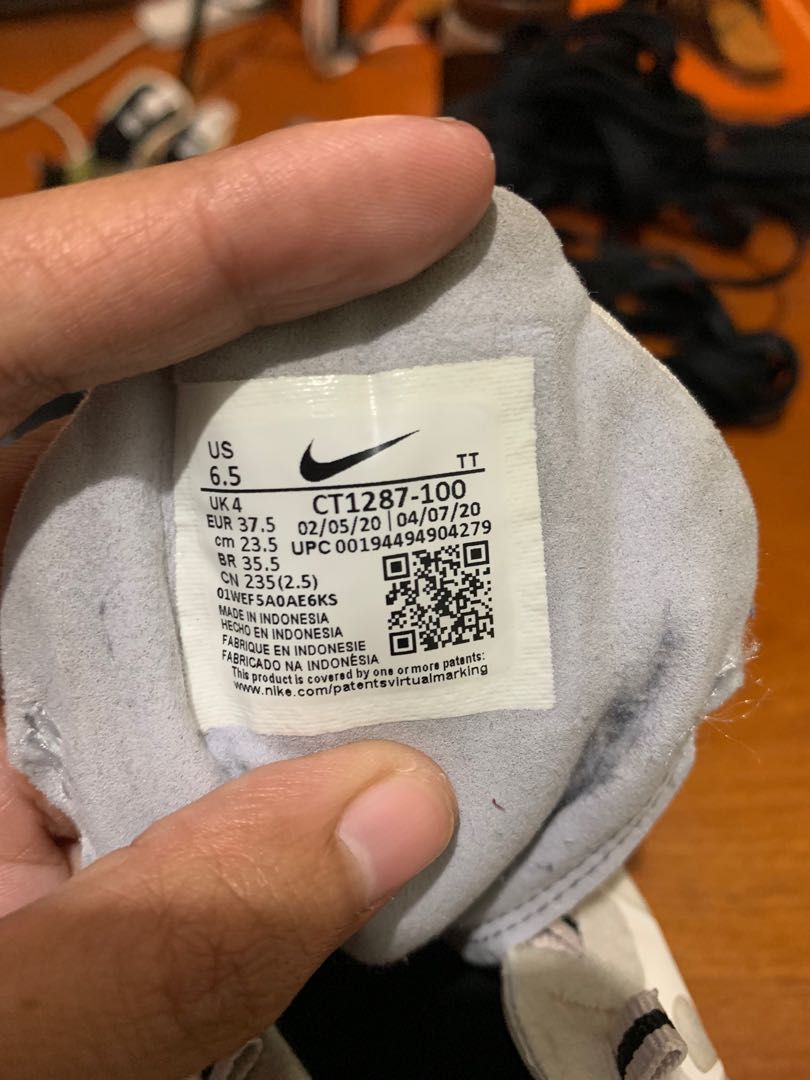 US
6.5
TT
UK 4
CT1287-100
EUR 37.5
02/05/20 | 04/07/20
cm 23.5
UPC 00194494904279
BR 35.5
CN 235(2.5)
01WEF5A0AE6KS
MADE IN INDONESIA
HECHO EN INDONESIA
FABRIQUE EN INDONESIE
FABRICADO NA INDONÉSIA
This product is covered by one or more patents:
www.nike.com/patentsvirtualmarking